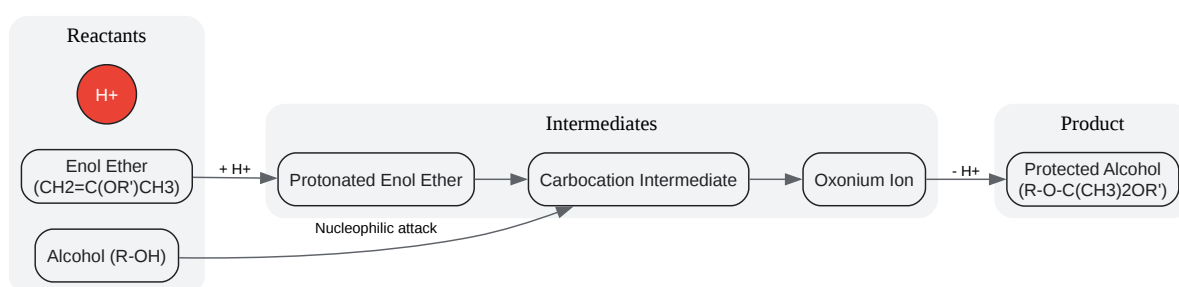 Reactants
H+
Enol Ether
(CH2=C(OR')CH3)
Alcohol (R-OH)
+ H+
Nucleophilic attack
Intermediates
Protonated Enol Ether
Carbocation Intermediate
Oxonium Ion
- H+
Product
Protected Alcohol
(R-O-C(CH3)2OR')